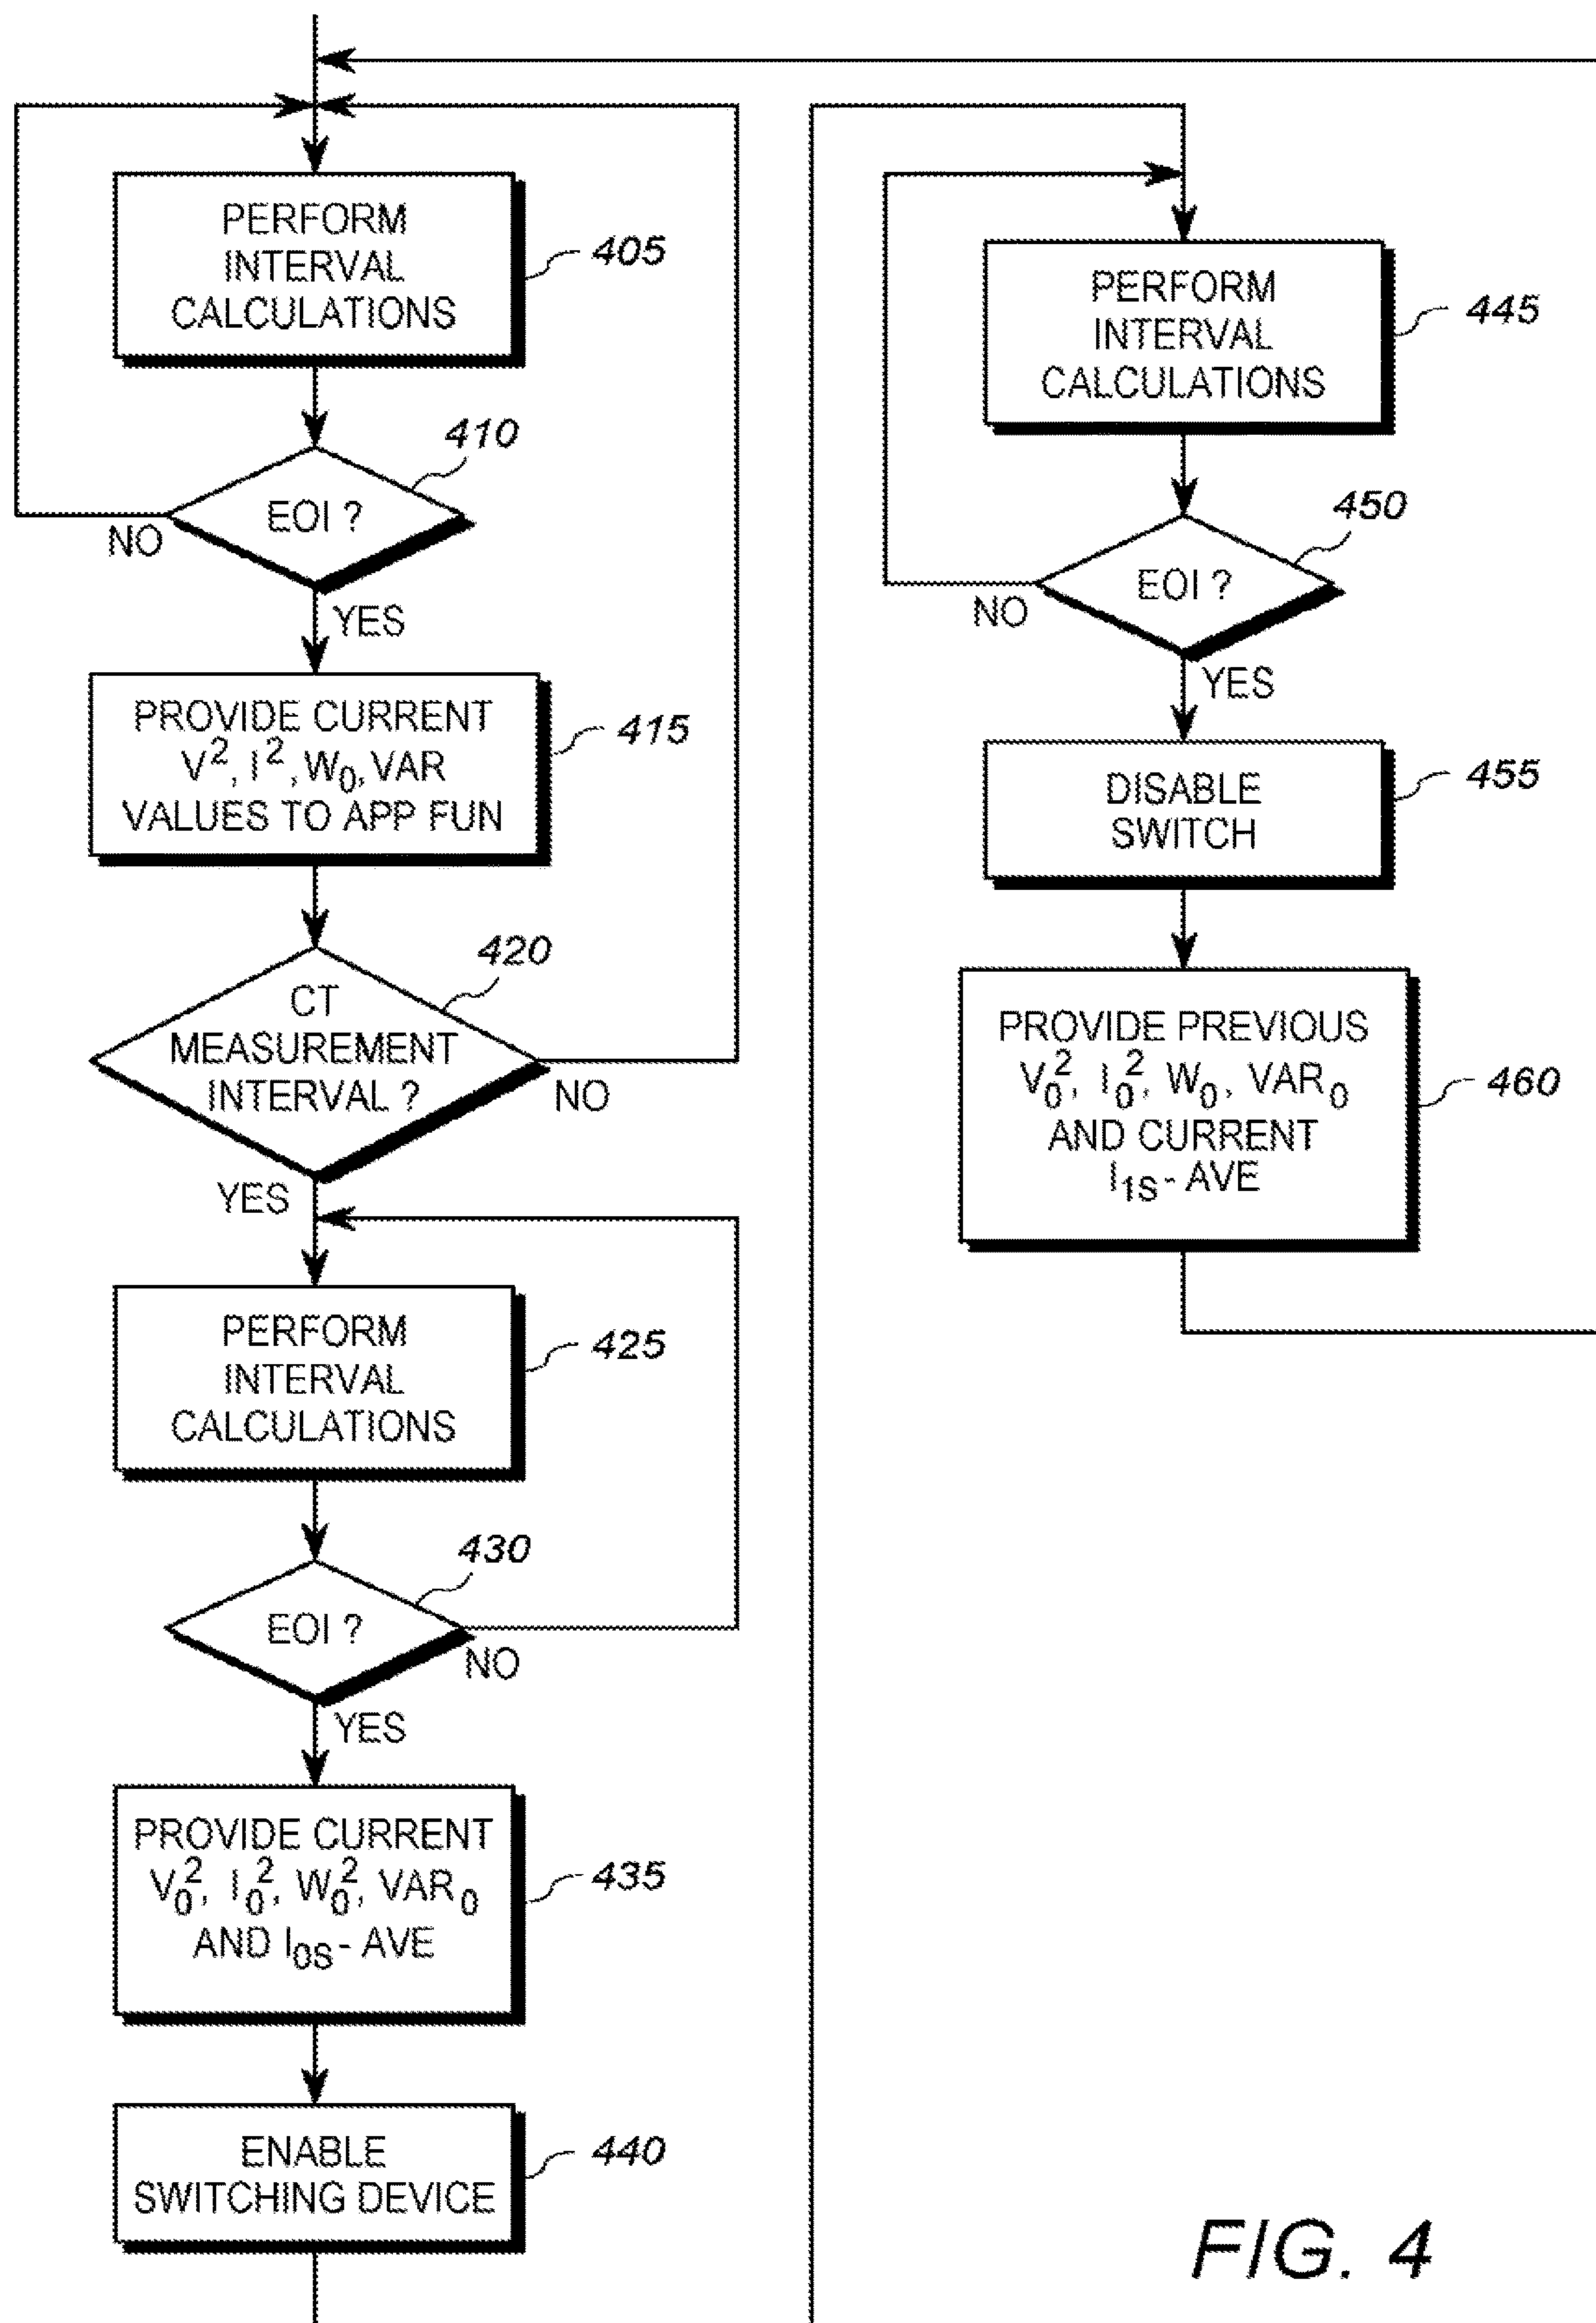 PERFORM
INTERVAL
CALCULATIONS
405
410
EOI ?
NO
YES
PROVIDE CURRENT
V², I², W₀, VAR
VALUES TO APP FUN
415
420
CT
MEASUREMENT
INTERVAL ?
NO
YES
PERFORM
INTERVAL
CALCULATIONS
425
430
EOI ?
NO
YES
PROVIDE CURRENT
V₀², I₀², W₀², VAR₀
AND I₀S - AVE
435
ENABLE
SWITCHING DEVICE
440
PERFORM
INTERVAL
CALCULATIONS
445
450
EOI ?
NO
YES
DISABLE
SWITCH
455
PROVIDE PREVIOUS
V₀², I₀², W₀, VAR₀
AND CURRENT
I₁S - AVE
460
FIG. 4